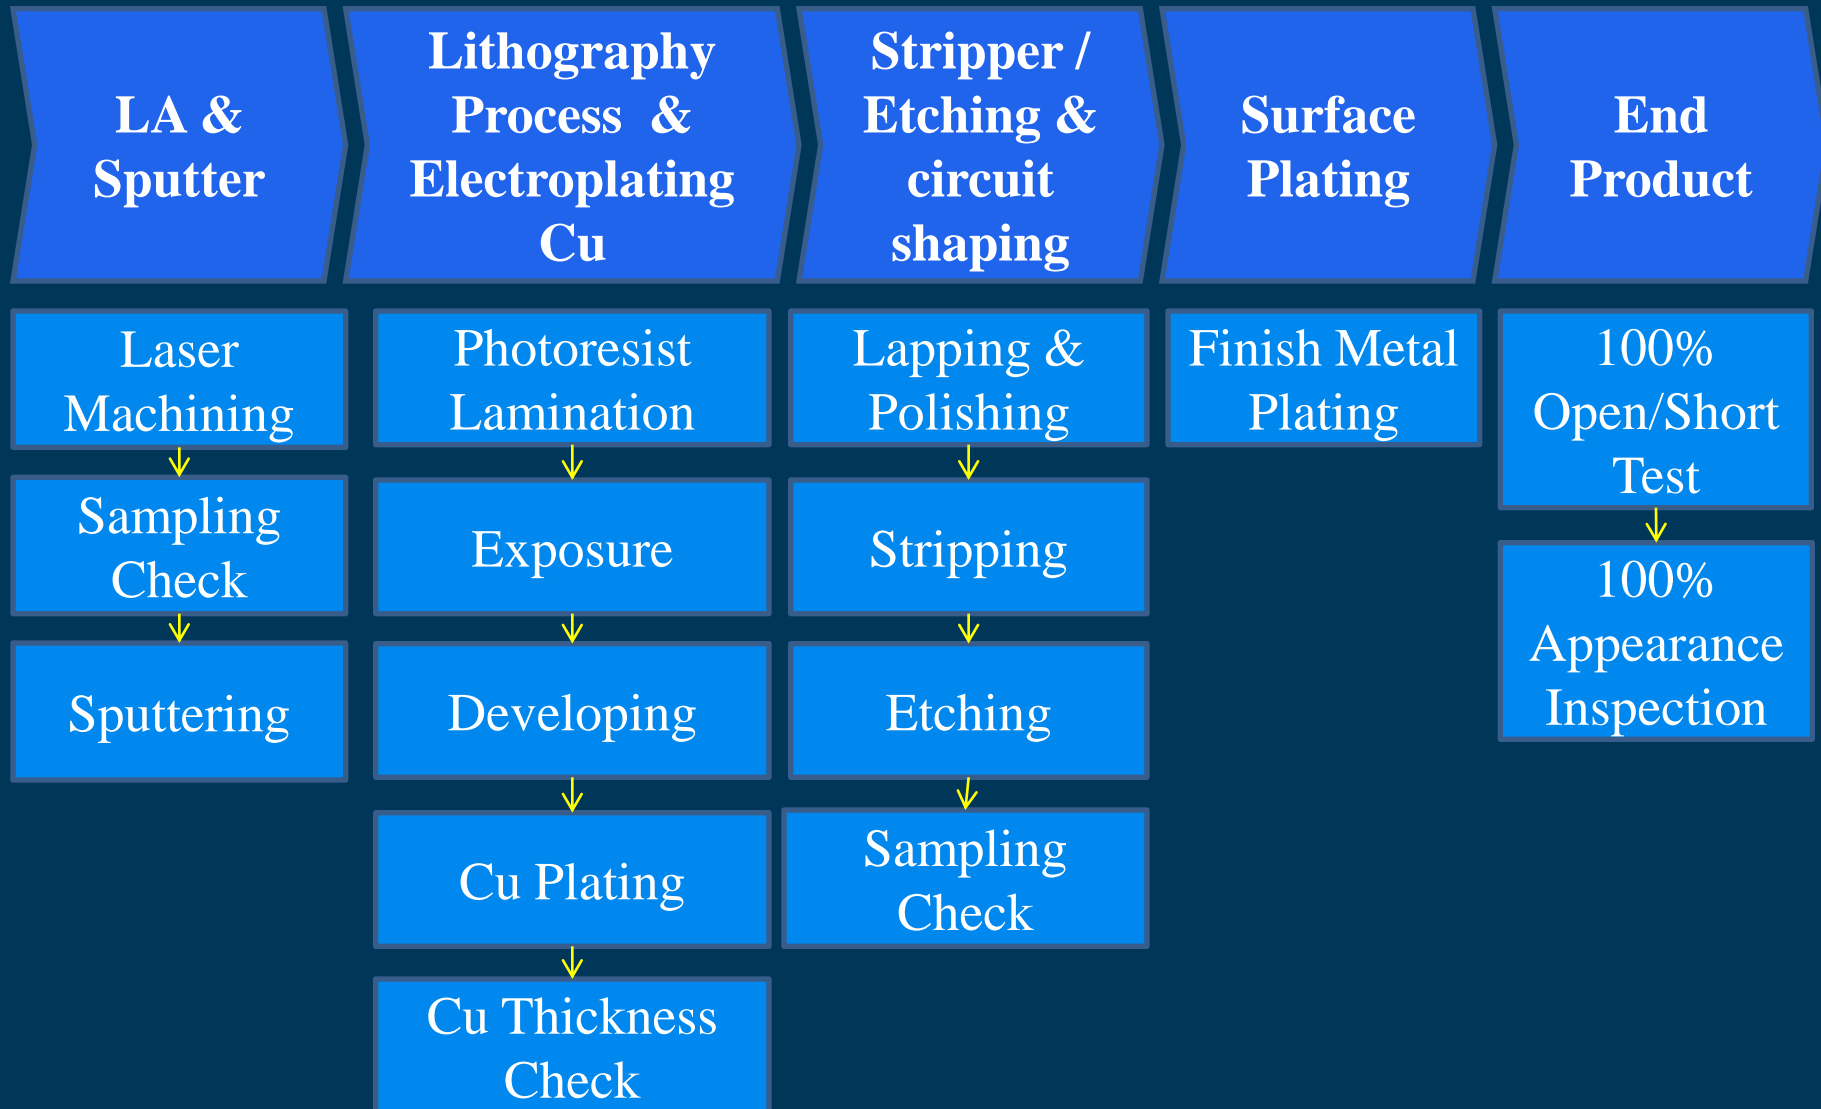 LA &
Sputter
Lithography
Process  &
Electroplating
Cu
Stripper /
Etching &
circuit
shaping
Surface
Plating
End
Product
Laser
Machining
Sampling
Check
Sputtering
Photoresist
Lamination
Exposure
Developing
Cu Plating
Cu Thickness
Check
Lapping &
Polishing
Stripping
Etching
Sampling
Check
Finish Metal
Plating
100%
Open/Short
Test
100%
Appearance
Inspection